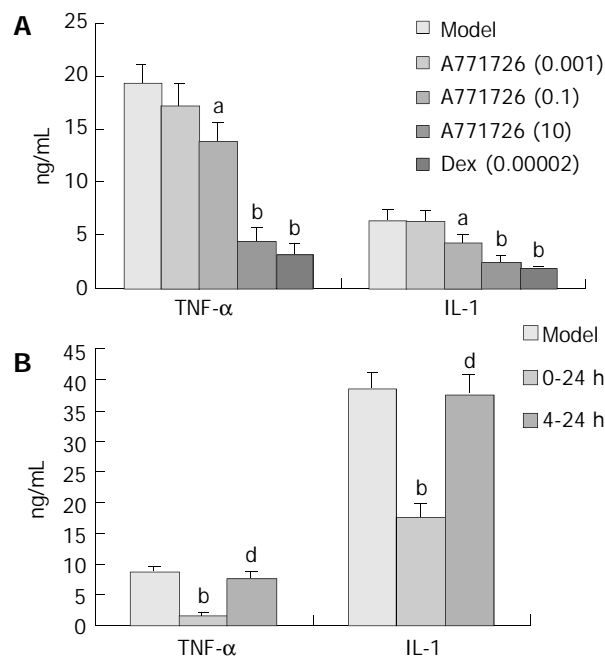 A
25
20
15
10
5
0
ng/mL
Model
A771726 (0.001)
A771726 (0.1)
A771726 (10)
Dex (0.00002)
a
b
b
a
b
b
TNF-α
IL-1
B
45
40
35
30
25
20
15
10
5
0
ng/mL
Model
0-24 h
4-24 h
b
d
b
d
TNF-α
IL-1